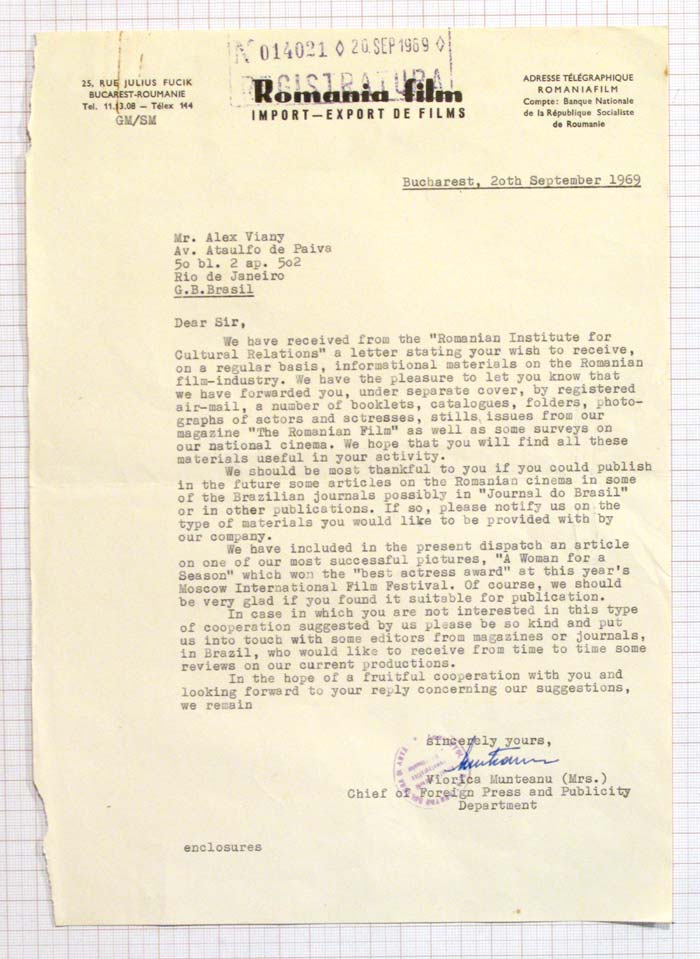 Nº 014021 ◊ 20. SEP 1969 ◊
REGISTRATURA
25, RUE JULIUS FUCIK
BUCAREST-ROUMANIE
Tel. 11.13.08 — Télex 144
GM/SM
Romania film
IMPORT—EXPORT DE FILMS
ADRESSE TÉLÉGRAPHIQUE
ROMANIAFILM
Compte: Banque Nationale
de la République Socialiste
de Roumanie
Bucharest, 2oth September 1969
Mr. Alex Viany
Av. Ataulfo de Paiva
5o bl. 2 ap. 5o2
Rio de Janeiro
G.B.Brasil
Dear Sir,
We have received from the "Romanian Institute for
Cultural Relations" a letter stating your wish to receive,
on a regular basis, informational materials on the Romanian
film-industry. We have the pleasure to let you know that
we have forwarded you, under separate cover, by registered
air-mail, a number of booklets, catalogues, folders, photo-
graphs of actors and actresses, stills, issues from our
magazine "The Romanian Film" as well as some surveys on
our national cinema. We hope that you will find all these
materials useful in your activity.
We should be most thankful to you if you could publish
in the future some articles on the Romanian cinema in some
of the Brazilian journals possibly in "Journal do Brasil"
or in other publications. If so, please notify us on the
type of materials you would like to be provided with by
our company.
We have included in the present dispatch an article
on one of our most successful pictures, "A Woman for a
Season" which won the "best actress award" at this year's
Moscow International Film Festival. Of course, we should
be very glad if you found it suitable for publication.
In case in which you are not interested in this type
of cooperation suggested by us please be so kind and put
us into touch with some editors from magazines or journals,
in Brazil, who would like to receive from time to time some
reviews on our current productions.
In the hope of a fruitful cooperation with you and
looking forward to your reply concerning our suggestions,
we remain
sincerely yours,
Munteanu
Viorica Munteanu (Mrs.)
Chief of Foreign Press and Publicity
Department
enclosures